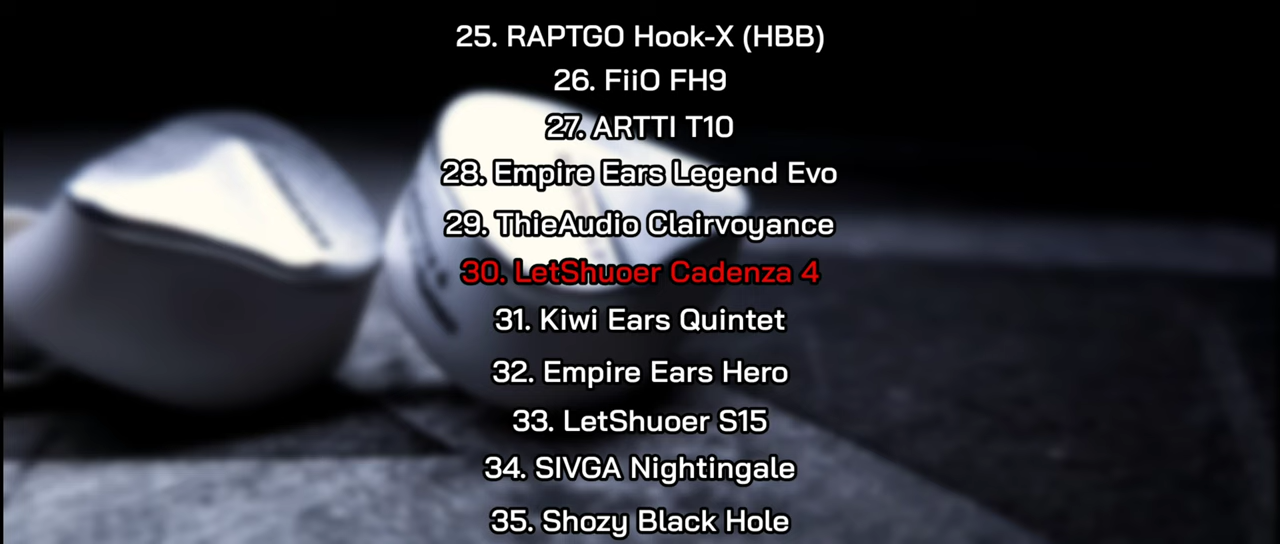 25. RAPTGO Hook-X (HBB)
26. FiiO FH9
27. ARTTI T10
28. Empire Ears Legend Evo
29. ThieAudio Clairvoyance
30. LetShuoer Cadenza 4
31. Kiwi Ears Quintet
32. Empire Ears Hero
33. LetShuoer S15
34. SIVGA Nightingale
35. Shozy Black Hole